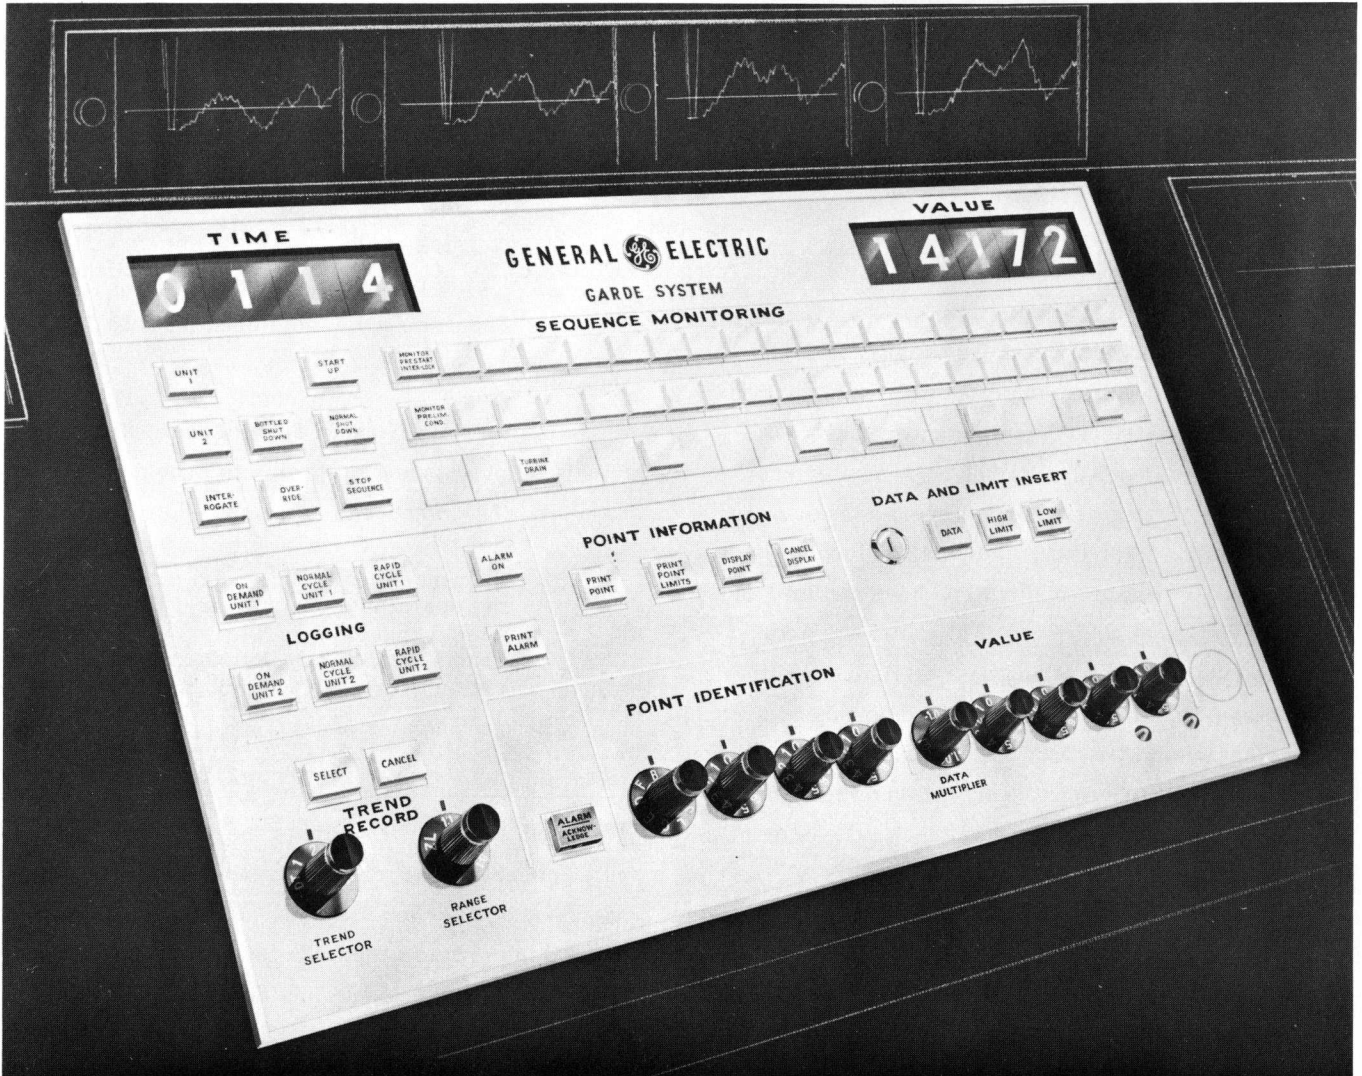 TIME
0114
GENERAL GE ELECTRIC
GARDE SYSTEM
VALUE
14172
SEQUENCE MONITORING
UNIT
1
START
UP
MONITOR
PRESTART
INTER-LOCK
UNIT
2
BOTTLED
SHUT
DOWN
NORMAL
SHUT
DOWN
MONITOR
PRELIM.
COND.
INTER-
ROGATE
OVER-
RIDE
STOP
SEQUENCE
TURBINE
DRAIN
ON
DEMAND
UNIT 1
NORMAL
CYCLE
UNIT 1
RAPID
CYCLE
UNIT 1
LOGGING
ON
DEMAND
UNIT 2
NORMAL
CYCLE
UNIT 2
RAPID
CYCLE
UNIT 2
ALARM
ON
PRINT
ALARM
POINT INFORMATION
PRINT
POINT
PRINT
POINT
LIMITS
DISPLAY
POINT
CANCEL
DISPLAY
DATA AND LIMIT INSERT
DATA
HIGH
LIMIT
LOW
LIMIT
SELECT
CANCEL
TREND
RECORD
TREND
SELECTOR
RANGE
SELECTOR
ALARM
ACKNOW-
LEDGE
POINT IDENTIFICATION
VALUE
DATA
MULTIPLIER